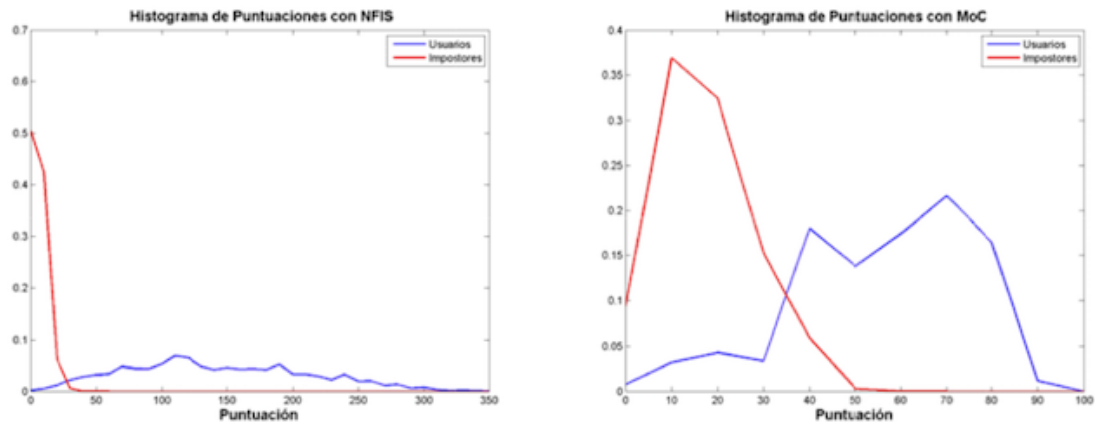 Histograma de Puntuaciones con NFIS
0.7
0.6
0.5
0.4
0.3
0.2
0.1
0
0 50 100 150 200 250 300 350
Puntuación
Usuarios
Impostores
Histograma de Puntuaciones con MoC
0.4
0.35
0.3
0.25
0.2
0.15
0.1
0.05
0
0 10 20 30 40 50 60 70 80 90 100
Puntuación
Usuarios
Impostores